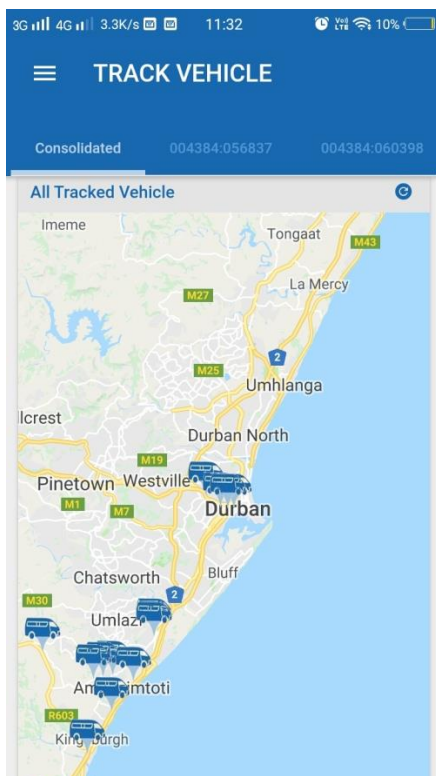 3G 4G 3.3K/s 11:32 10%
TRACK VEHICLE
Consolidated 004384:056837 004384:060398
All Tracked Vehicle
Imeme
Tongaat
M43
La Mercy
M27
2
M25
Umhlanga
llcrest
Durban North
M19
Pinetown Westville
M1
M7
Durban
Chatsworth
Bluff
2
M30
Umlazi
R603